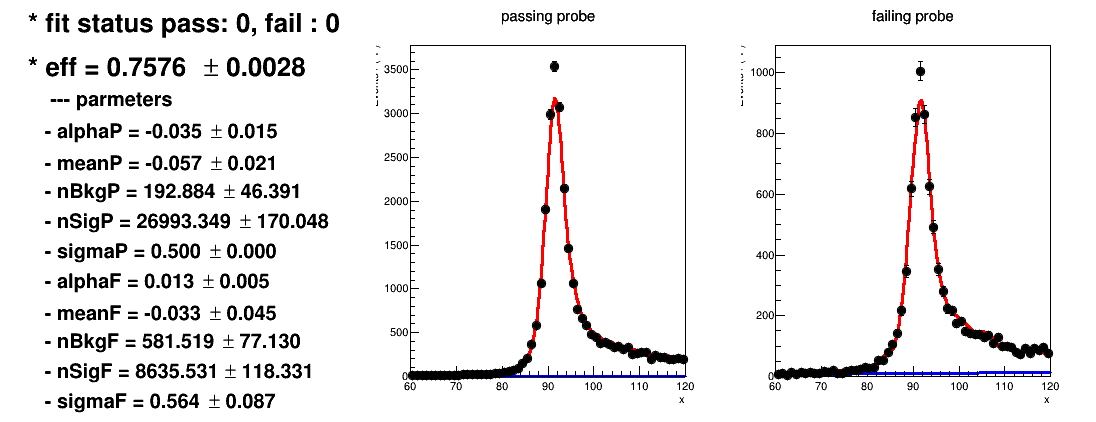 * fit status pass: 0, fail : 0
* eff = 0.7576 ± 0.0028
--- parmeters
- alphaP = -0.035 ± 0.015
- meanP = -0.057 ± 0.021
- nBkgP = 192.884 ± 46.391
- nSigP = 26993.349 ± 170.048
- sigmaP = 0.500 ± 0.000
- alphaF = 0.013 ± 0.005
- meanF = -0.033 ± 0.045
- nBkgF = 581.519 ± 77.130
- nSigF = 8635.531 ± 118.331
- sigmaF = 0.564 ± 0.087
passing probe
3500
3000
2500
2000
1500
1000
500
0
60 70 80 90 100 110 120
x
failing probe
1000
800
600
400
200
0
60 70 80 90 100 110 120
x